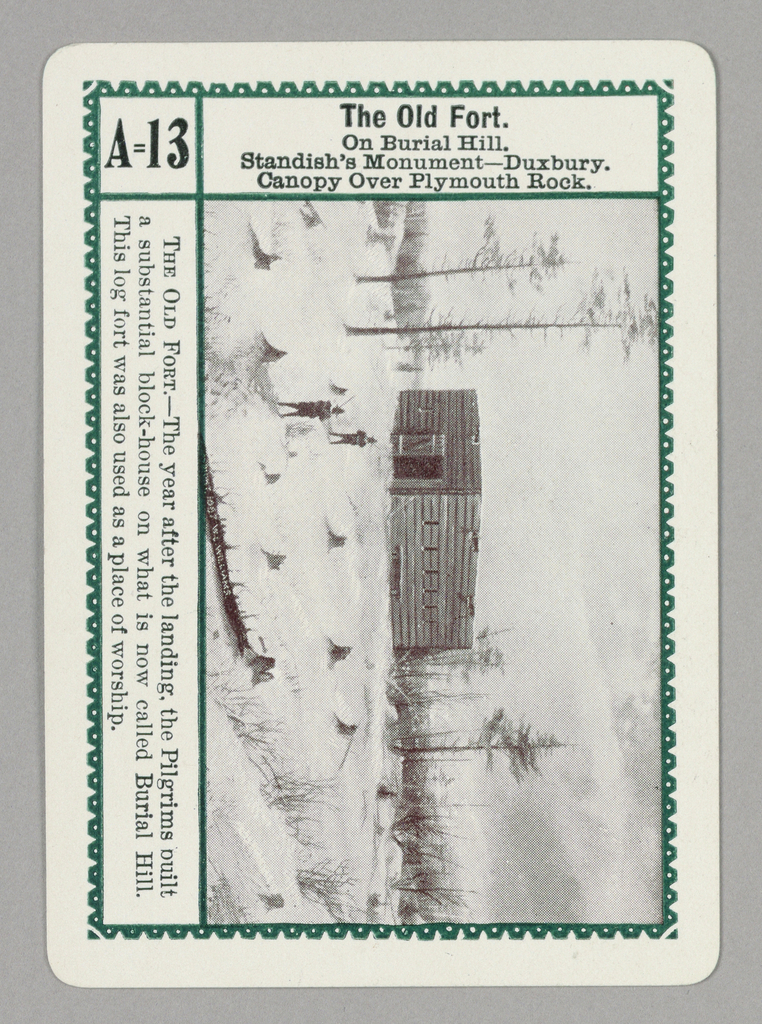 A=13
The Old Fort.
On Burial Hill.
Standish's Monument—Duxbury.
Canopy Over Plymouth Rock.
THE OLD FORT.—The year after the landing, the Pilgrims built
a substantial block-house on what is now called Burial Hill.
This log fort was also used as a place of worship.
W.L. WILLIAMS